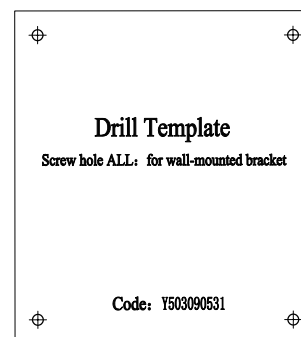 Drill Template
Screw hole ALL: for wall-mounted bracket
Code: Y503090531